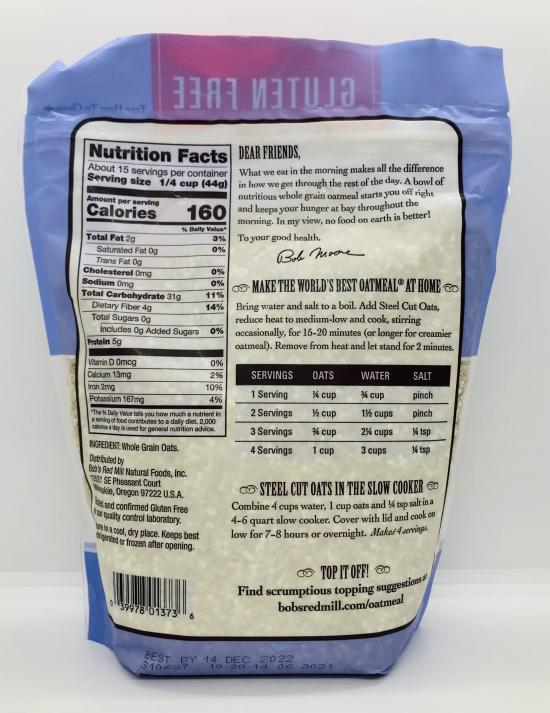 GLUTEN FREE
Nutrition Facts
About 15 servings per container
Serving size 1/4 cup (44g)
Amount per serving
Calories 160
% Daily Value*
Total Fat 2g 3%
Saturated Fat 0g 0%
Trans Fat 0g
Cholesterol 0mg 0%
Sodium 0mg 0%
Total Carbohydrate 31g 11%
Dietary Fiber 4g 14%
Total Sugars 0g
Includes 0g Added Sugars 0%
Protein 5g
Vitamin D 0mcg 0%
Calcium 13mg 2%
Iron 2mg 10%
Potassium 167mg 4%
*The % Daily Value tells you how much a nutrient in
a serving of food contributes to a daily diet. 2,000
calories a day is used for general nutrition advice.
INGREDIENT: Whole Grain Oats.
Distributed by
Bob's Red Mill Natural Foods, Inc.
SE Pheasant Court
Oregon 97222 U.S.A.
and confirmed Gluten Free
our quality control laboratory.
in a cool, dry place. Keeps best
or frozen after opening.
0 39978 01373 6
DEAR FRIENDS,
What we eat in the morning makes all the difference
in how we get through the rest of the day. A bowl of
nutritious whole grain oatmeal starts you off right
and keeps your hunger at bay throughout the
morning. In my view, no food on earth is better!
To your good health,
Bob Moore
MAKE THE WORLD'S BEST OATMEAL® AT HOME
Bring water and salt to a boil. Add Steel Cut Oats,
reduce heat to medium-low and cook, stirring
occasionally, for 15-20 minutes (or longer for creamier
oatmeal). Remove from heat and let stand for 2 minutes.
SERVINGS OATS WATER SALT
1 Serving ¼ cup ¾ cup pinch
2 Servings ½ cup 1½ cups pinch
3 Servings ¾ cup 2¼ cups ¼ tsp
4 Servings 1 cup 3 cups ¼ tsp
STEEL CUT OATS IN THE SLOW COOKER
Combine 4 cups water, 1 cup oats and ¼ tsp salt in a
4-6 quart slow cooker. Cover with lid and cook on
low for 7-8 hours or overnight. Makes 4 servings.
TOP IT OFF!
Find scrumptious topping suggestions at
bobsredmill.com/oatmeal
BEST BY 14 DEC 2022
19:20 14 06 2021